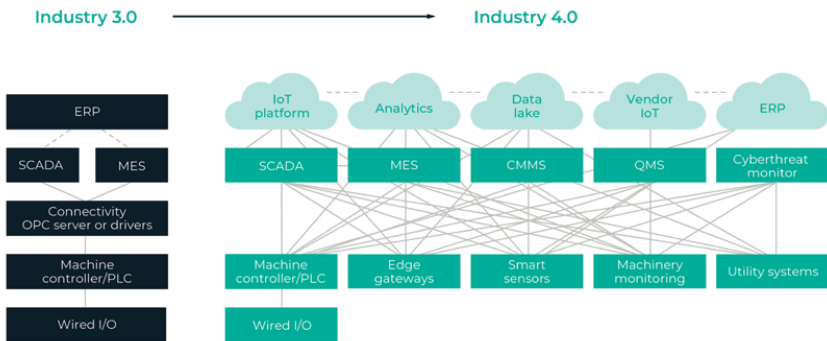 Industry 3.0
Industry 4.0
ERP
SCADA
MES
Connectivity
OPC server or drivers
Machine
controller/PLC
Wired I/O
IoT
platform
Analytics
Data
lake
Vendor
IoT
ERP
SCADA
MES
CMMS
QMS
Cyberthreat
monitor
Machine
controller/PLC
Edge
gateways
Smart
sensors
Machinery
monitoring
Utility systems
Wired I/O